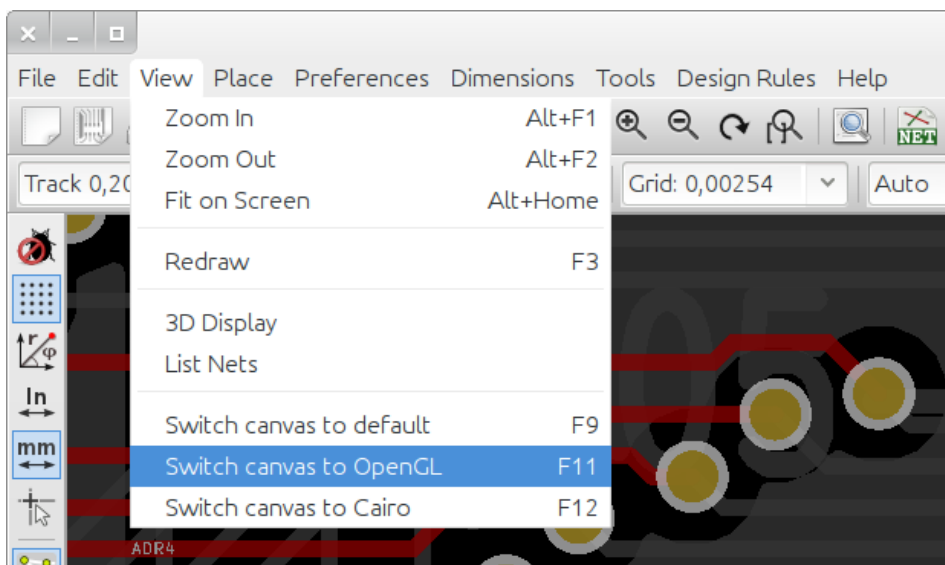 File Edit View Place Preferences Dimensions Tools Design Rules Help
Zoom In Alt+F1
NET
Zoom Out Alt+F2
Track 0,20
Grid: 0,00254
Auto
Fit on Screen Alt+Home
Redraw F3
3D Display
List Nets
In
Switch canvas to default F9
mm
Switch canvas to OpenGL F11
Switch canvas to Cairo F12
ADR4
05
r
φ